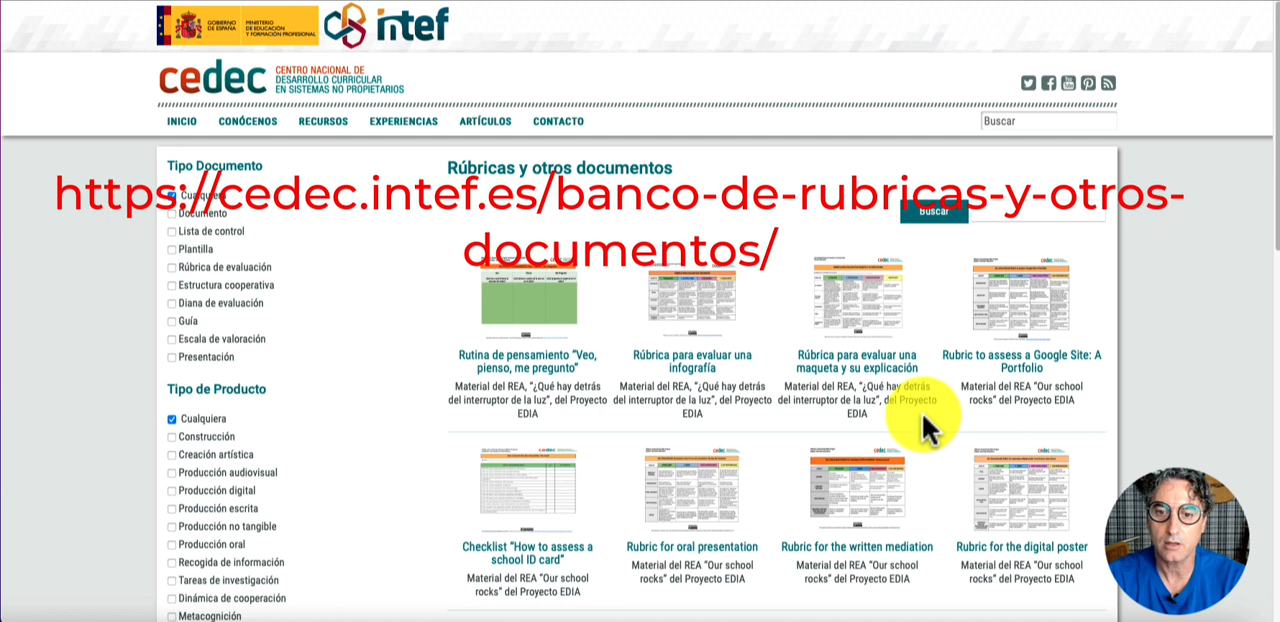 GOBIERNO
DE ESPAÑA
MINISTERIO
DE EDUCACIÓN
Y FORMACIÓN PROFESIONAL
intef
cedec
CENTRO NACIONAL DE
DESARROLLO CURRICULAR
EN SISTEMAS NO PROPIETARIOS
INICIO CONÓCENOS RECURSOS EXPERIENCIAS ARTÍCULOS CONTACTO
Buscar
Tipo Documento
Cualquiera
Documento
Lista de control
Plantilla
Rúbrica de evaluación
Estructura cooperativa
Diana de evaluación
Guía
Escala de valoración
Presentación
Tipo de Producto
Cualquiera
Construcción
Creación artística
Producción audiovisual
Producción digital
Producción escrita
Producción no tangible
Producción oral
Recogida de información
Tareas de investigación
Dinámica de cooperación
Metacognición
Rúbricas y otros documentos
https://cedec.intef.es/banco-de-rubricas-y-otros-
documentos/
Buscar
Rutina de pensamiento "Veo,
pienso, me pregunto"
Material del REA, "¿Qué hay detrás
del interruptor de la luz", del Proyecto
EDIA
Rúbrica para evaluar una
infografía
Material del REA, "¿Qué hay detrás
del interruptor de la luz", del Proyecto
EDIA
Rúbrica para evaluar una
maqueta y su explicación
Material del REA, "¿Qué hay detrás
del interruptor de la luz", del Proyecto
EDIA
Rubric to assess a Google Site: A
Portfolio
Material del REA "Our school
rocks" del Proyecto EDIA
Checklist "How to assess a
school ID card"
Material del REA "Our school
rocks" del Proyecto EDIA
Rubric for oral presentation
Material del REA "Our school
rocks" del Proyecto EDIA
Rubric for the written mediation
Material del REA "Our school
rocks" del Proyecto EDIA
Rubric for the digital poster
Material del REA "Our school
rocks" del Proyecto EDIA